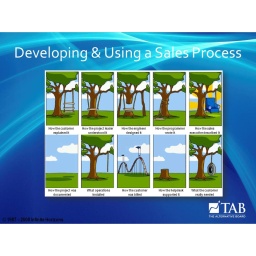 Developing & Using a Sales Process
How the customer
explained it
How the project leader
understood it
How the engineer
designed it
How the programmer
wrote it
How the sales
executive described it
How the project was
documented
What operations
installed
How the customer
was billed
How the helpdesk
supported it
What the customer
really needed
TAB
THE ALTERNATIVE BOARD